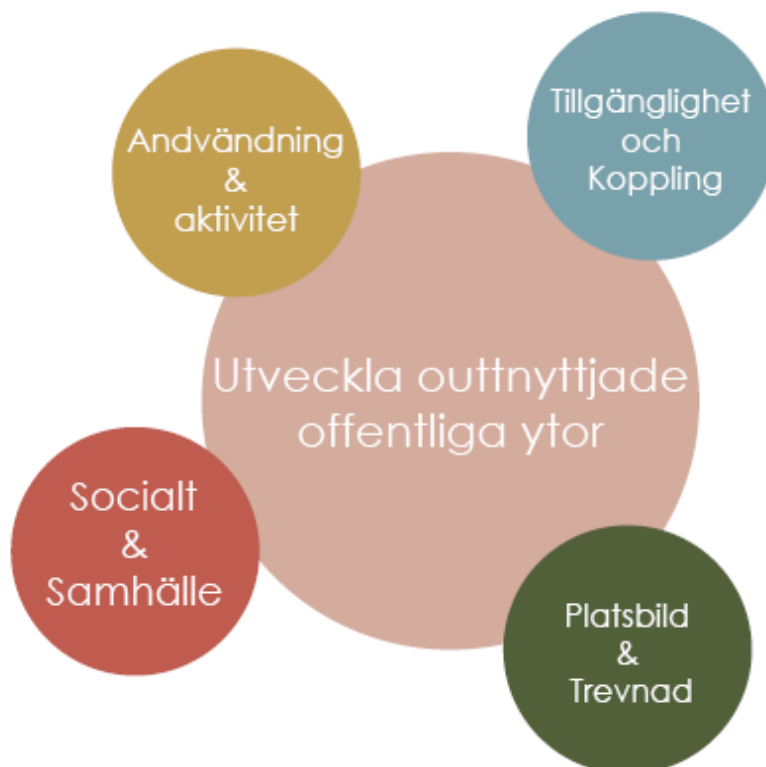 Andvändning
&
aktivitet
Tillgänglighet
och
Koppling
Utveckla outtnyttjade
offentliga ytor
Socialt
&
Samhälle
Platsbild
&
Trevnad